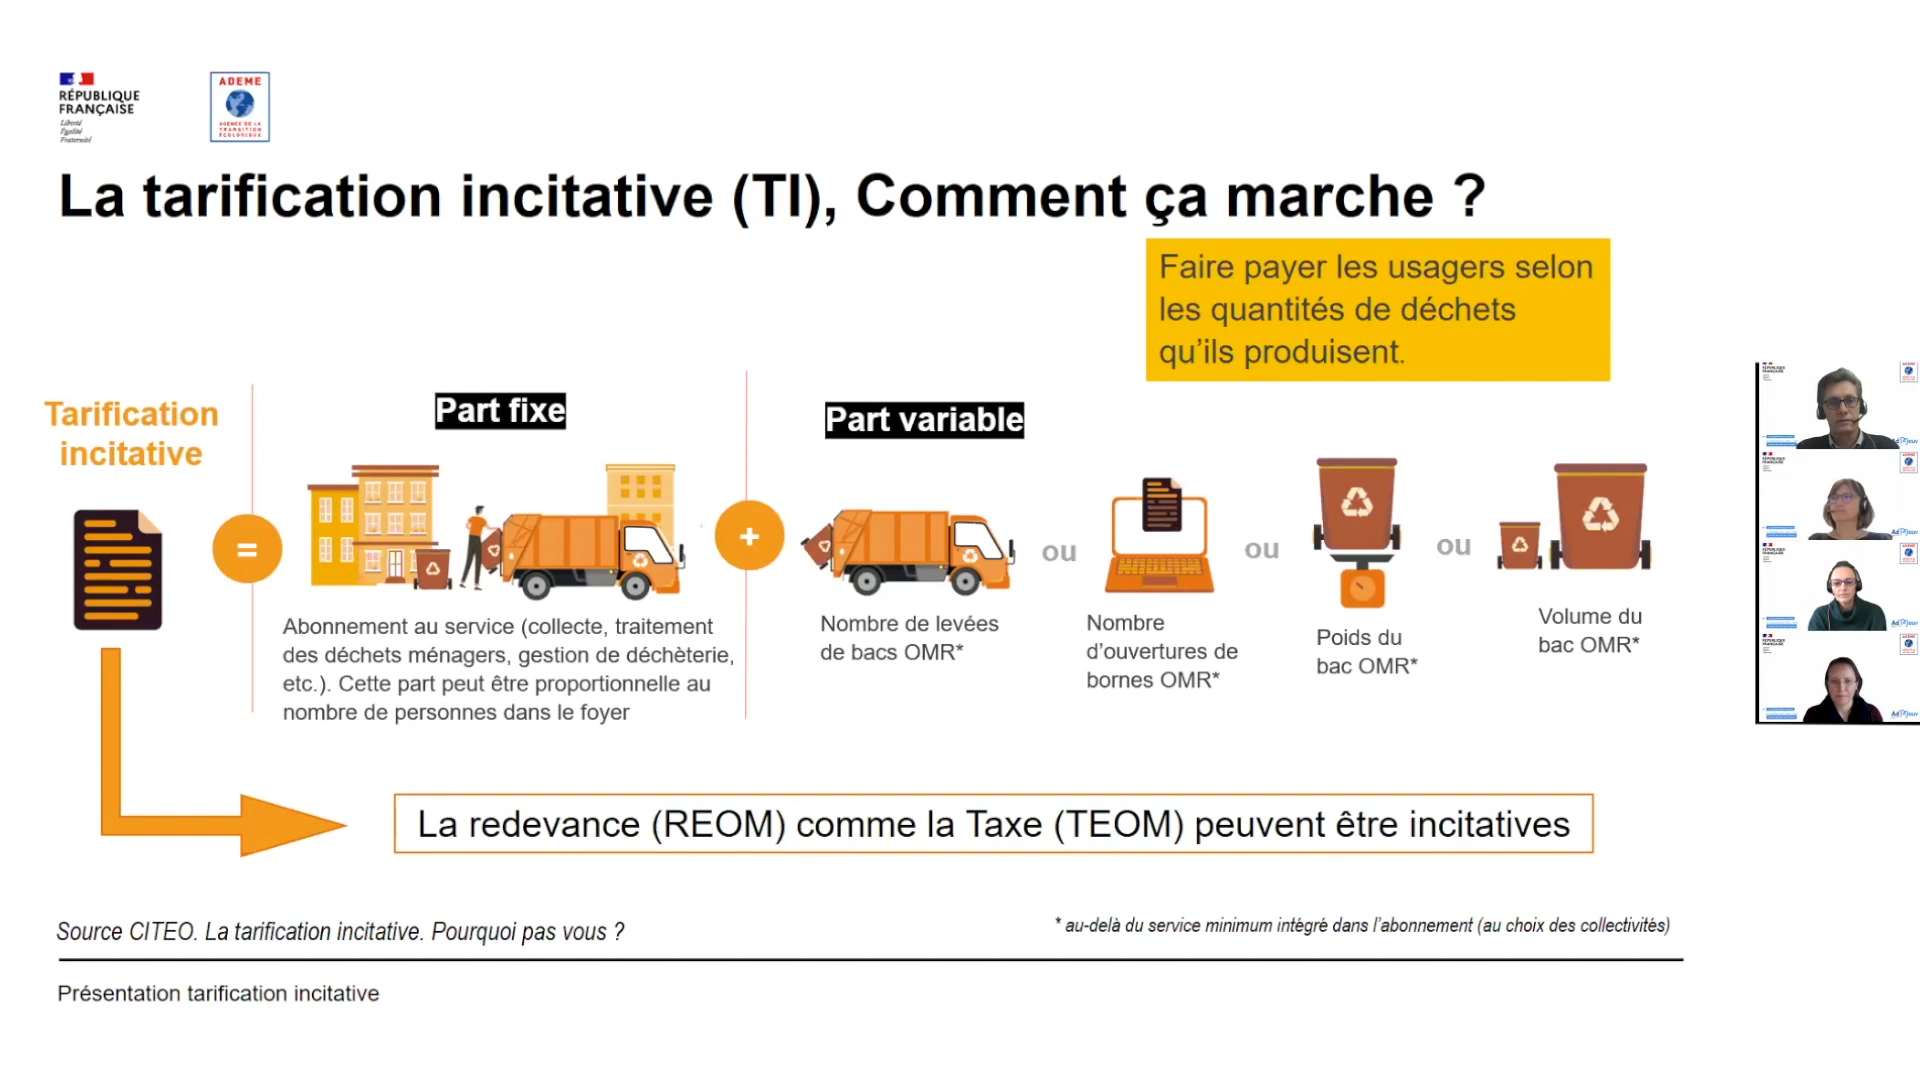 RÉPUBLIQUE
FRANÇAISE
Liberté
Égalité
Fraternité
ADEME
AGENCE DE LA
TRANSITION
ÉCOLOGIQUE
La tarification incitative (TI), Comment ça marche ?
Faire payer les usagers selon
les quantités de déchets
qu’ils produisent.
Tarification
incitative
=
Part fixe
Abonnement au service (collecte, traitement
des déchets ménagers, gestion de déchèterie,
etc.). Cette part peut être proportionnelle au
nombre de personnes dans le foyer
+
Part variable
Nombre de levées
de bacs OMR*
ou
Nombre
d’ouvertures de
bornes OMR*
ou
Poids du
bac OMR*
ou
Volume du
bac OMR*
La redevance (REOM) comme la Taxe (TEOM) peuvent être incitatives
Source CITEO. La tarification incitative. Pourquoi pas vous ?
* au-delà du service minimum intégré dans l’abonnement (au choix des collectivités)
Présentation tarification incitative